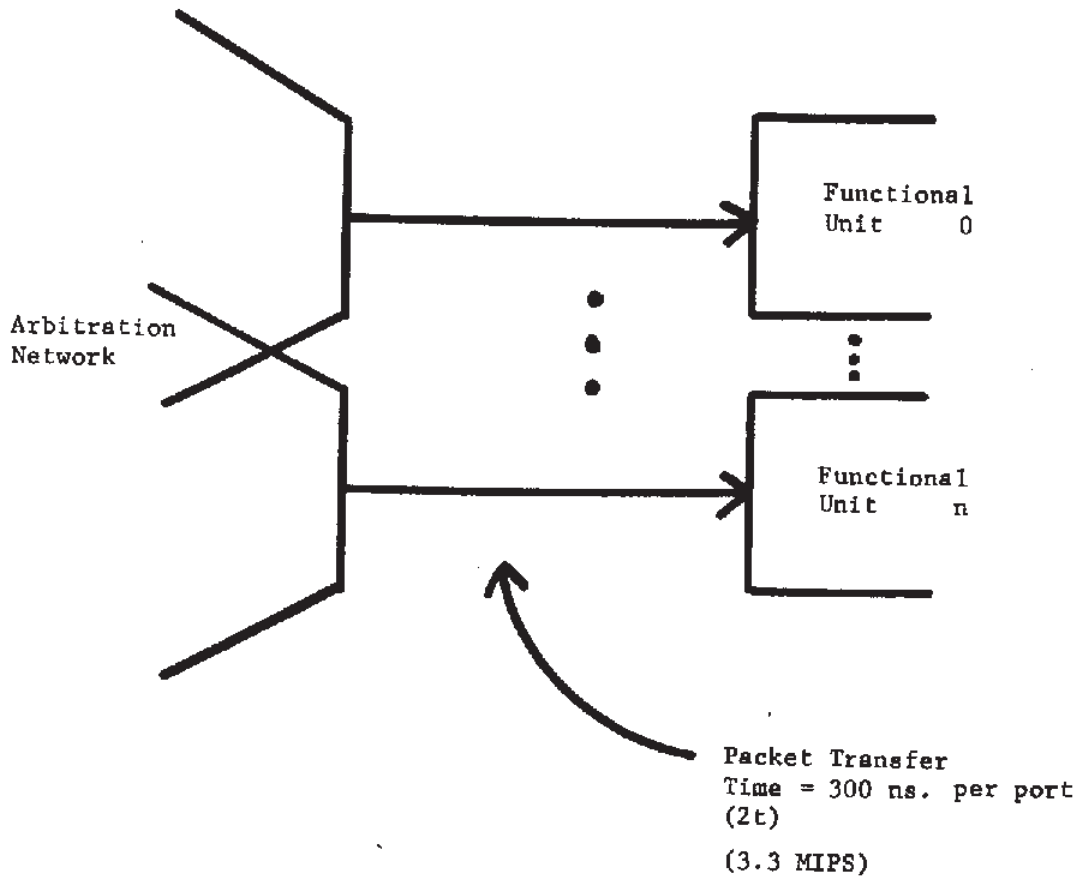 Functional
Unit 0
Arbitration
Network
Functional
Unit n
Packet Transfer
Time = 300 ns. per port
(2t)
(3.3 MIPS)